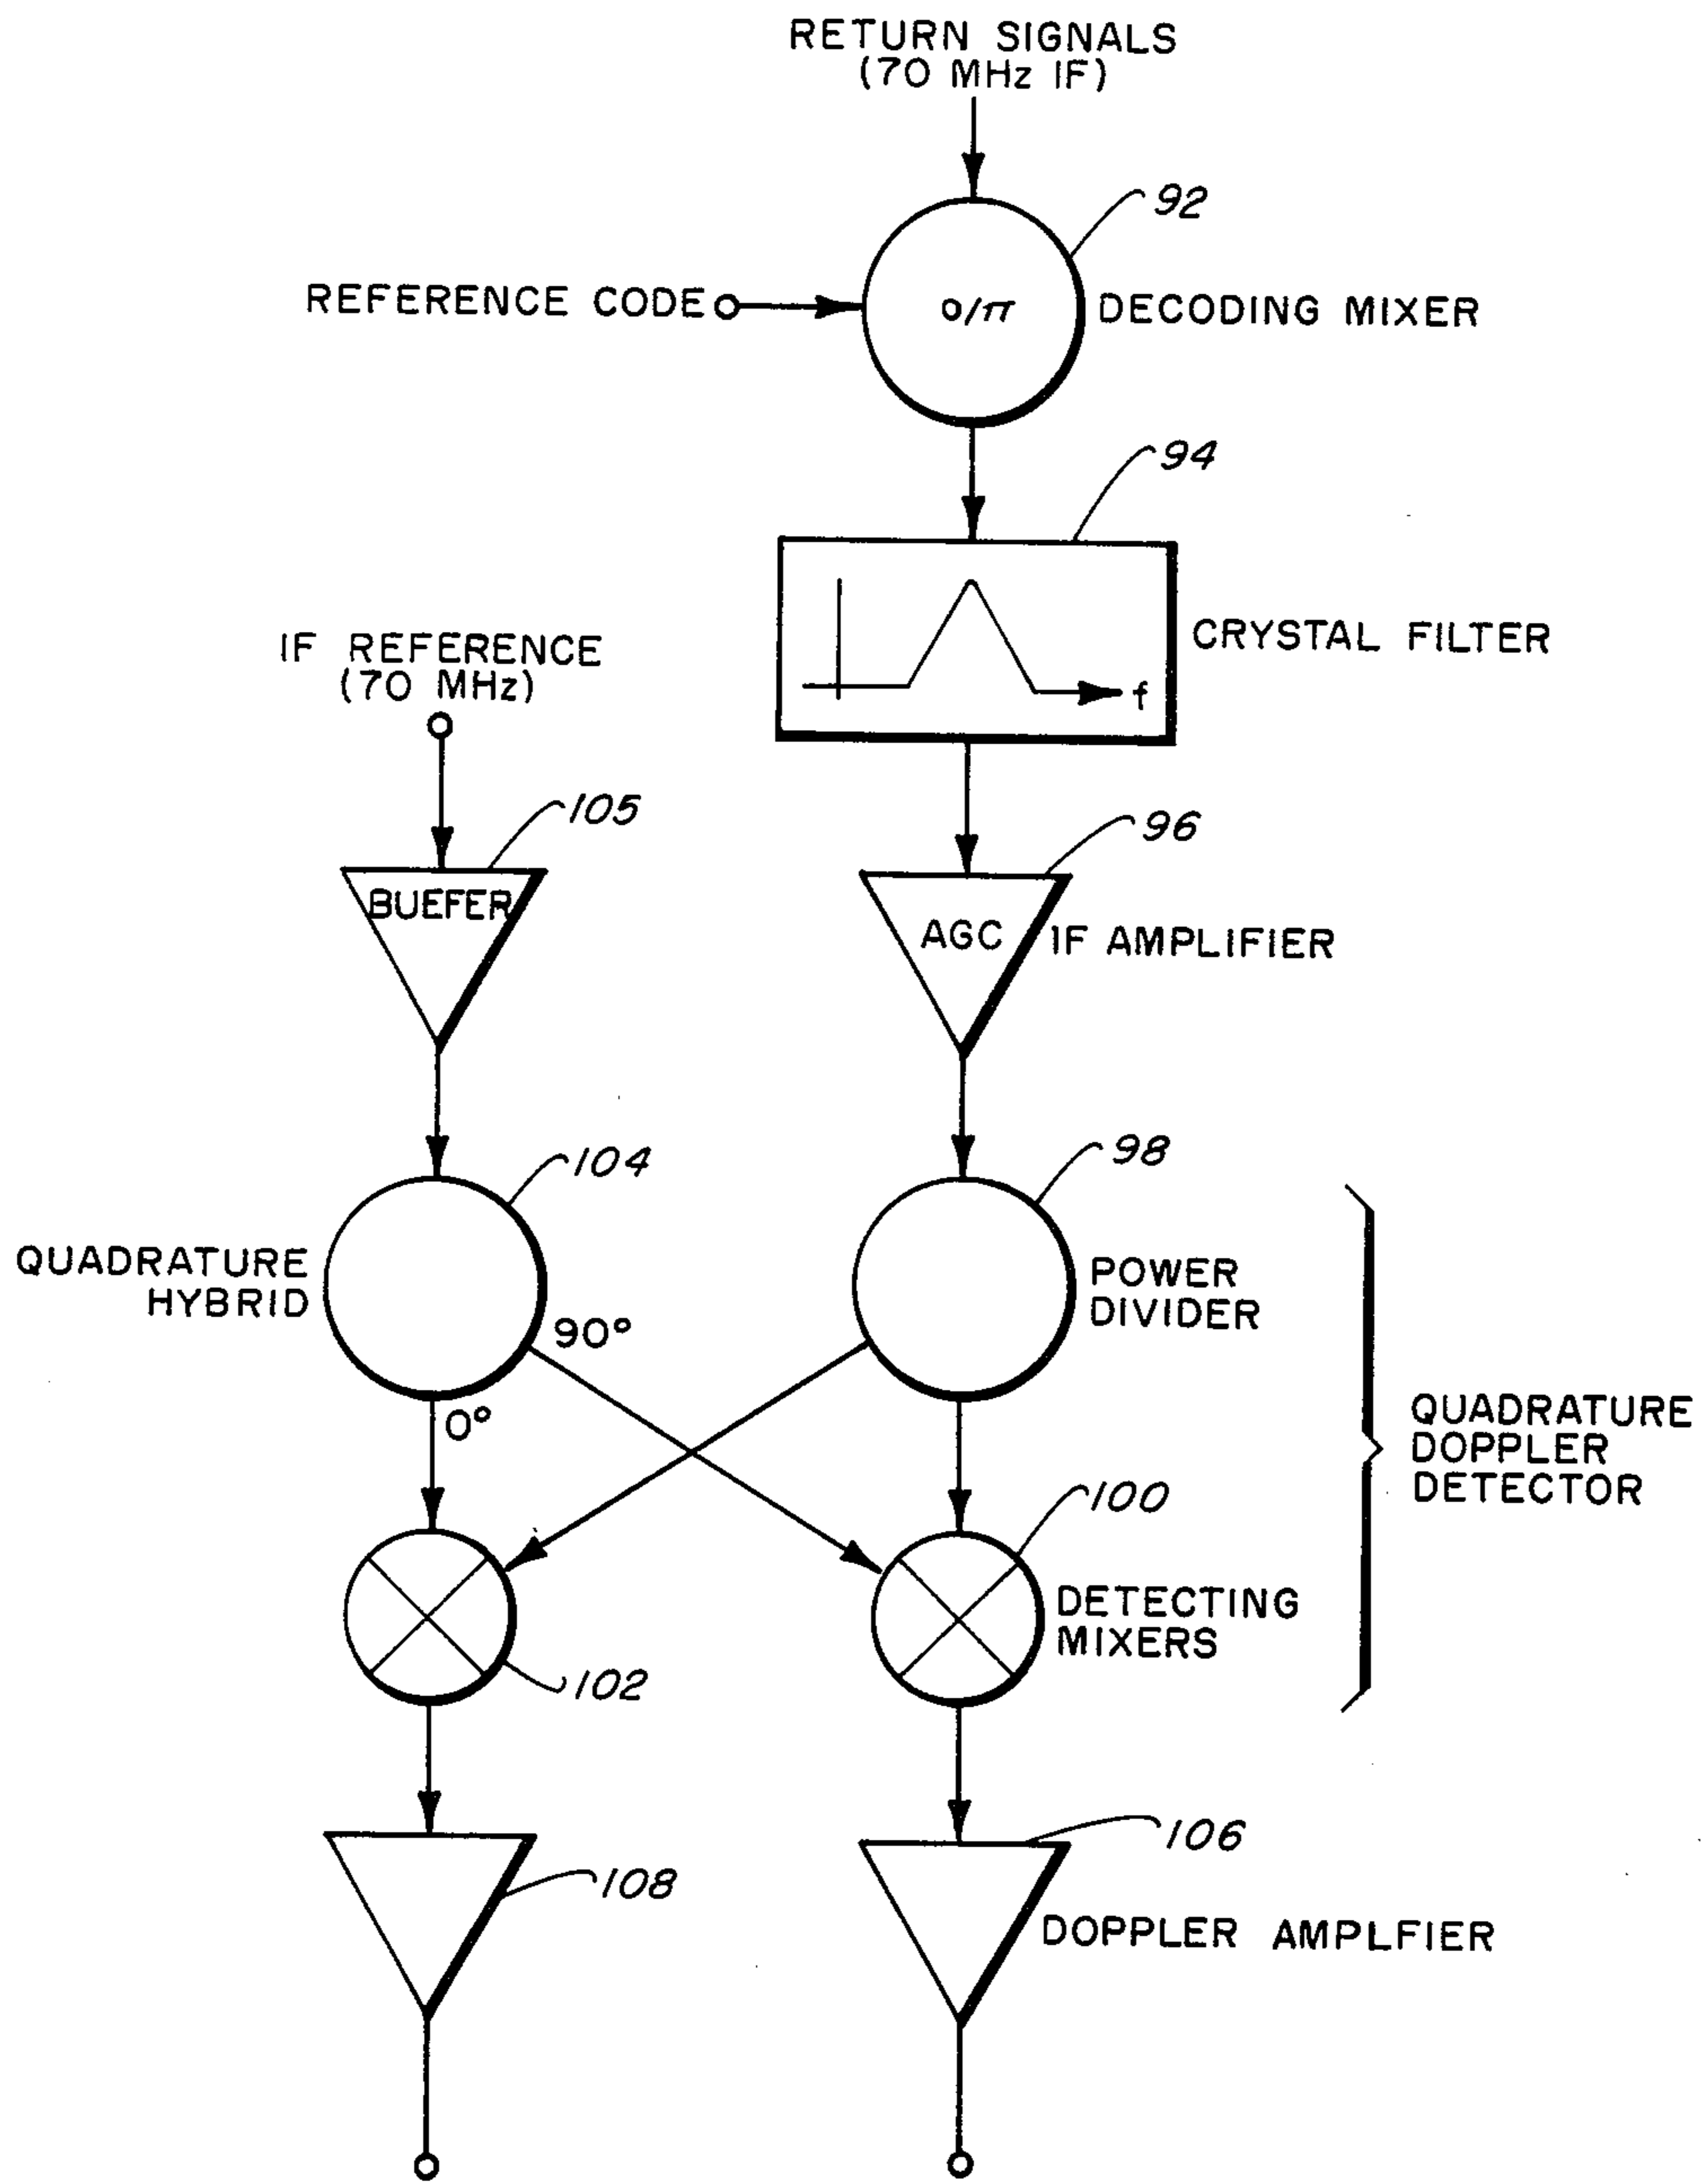 RETURN SIGNALS
(70 MHz IF)
92
REFERENCE CODE
O/π
DECODING MIXER
94
CRYSTAL FILTER
f
IF REFERENCE
(70 MHz)
105
BUEFER
96
AGC
IF AMPLIFIER
104
98
QUADRATURE
HYBRID
90°
0°
POWER
DIVIDER
QUADRATURE
DOPPLER
DETECTOR
100
DETECTING
MIXERS
102
106
108
DOPPLER AMPLFIER